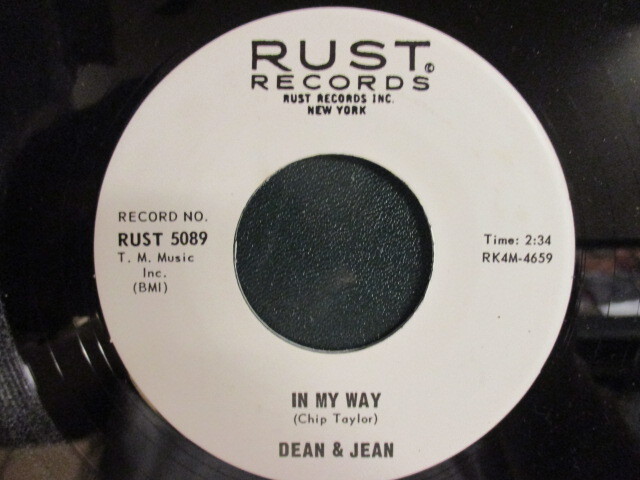 RUST©
RECORDS
RUST RECORDS INC.
NEW YORK
RECORD NO.
RUST 5089
T. M. Music
Inc.
(BMI)
Time: 2:34
RK4M-4659
IN MY WAY
(Chip Taylor)
DEAN & JEAN